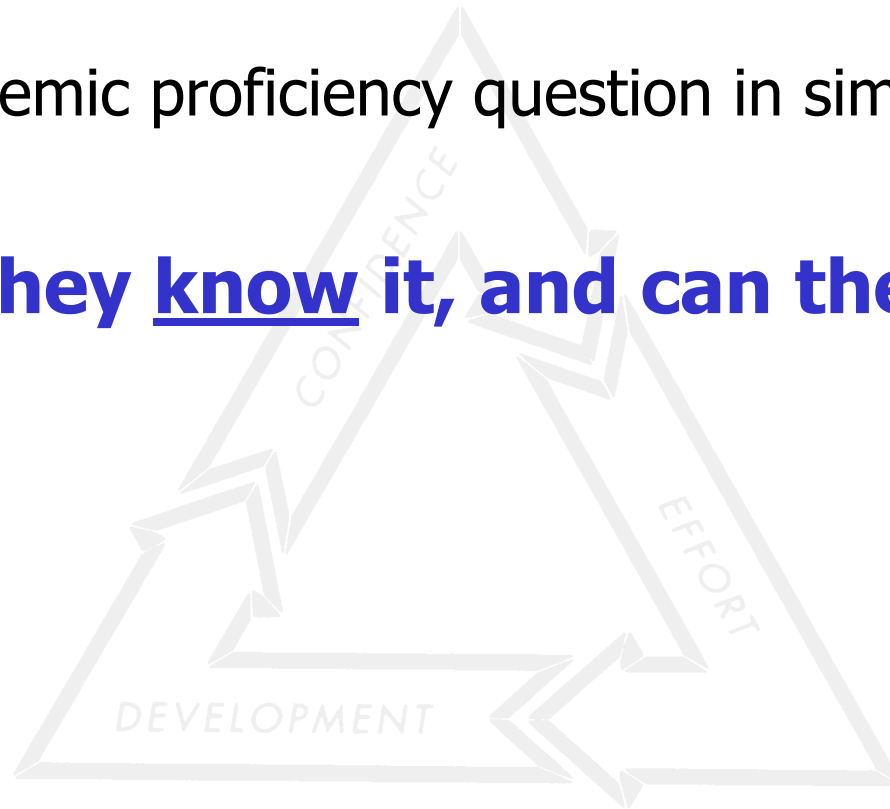 emic proficiency question in sim
CONFIDENCE
hey know it, and can the
EFFORT
DEVELOPMENT